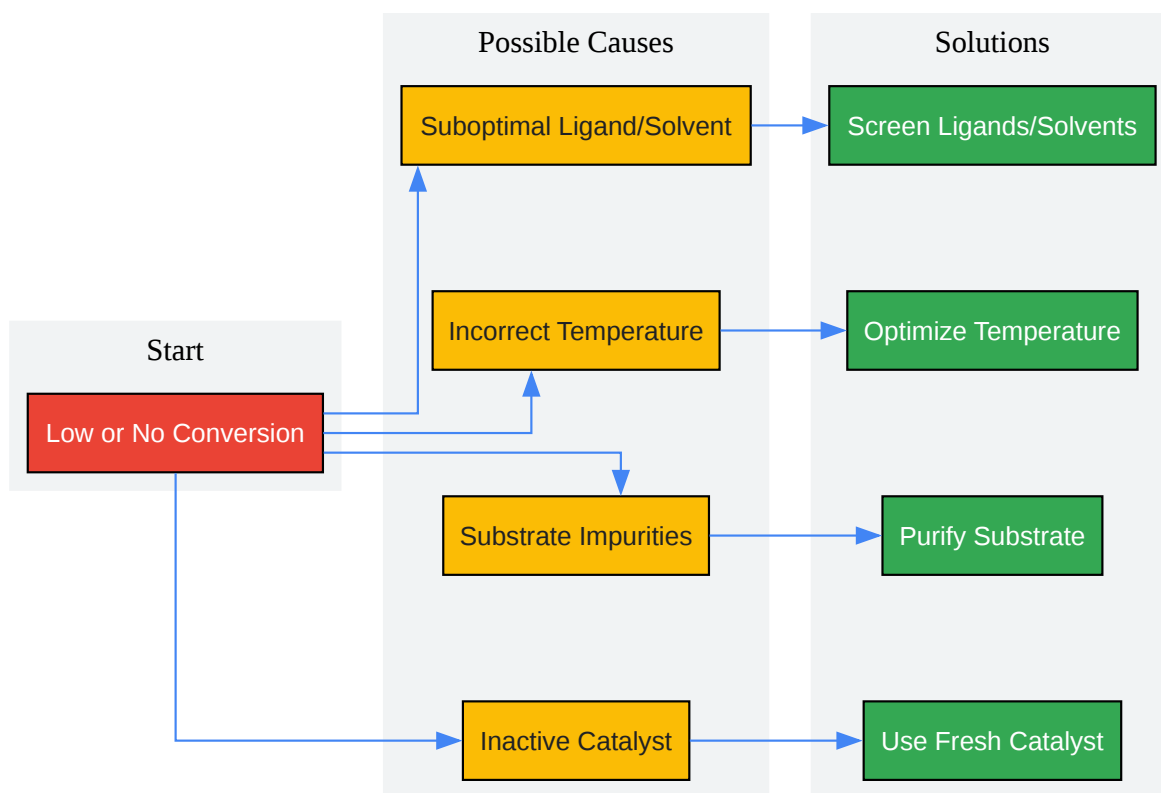 Possible Causes
Solutions
Suboptimal Ligand/Solvent
Screen Ligands/Solvents
Incorrect Temperature
Optimize Temperature
Start
Low or No Conversion
Substrate Impurities
Purify Substrate
Inactive Catalyst
Use Fresh Catalyst